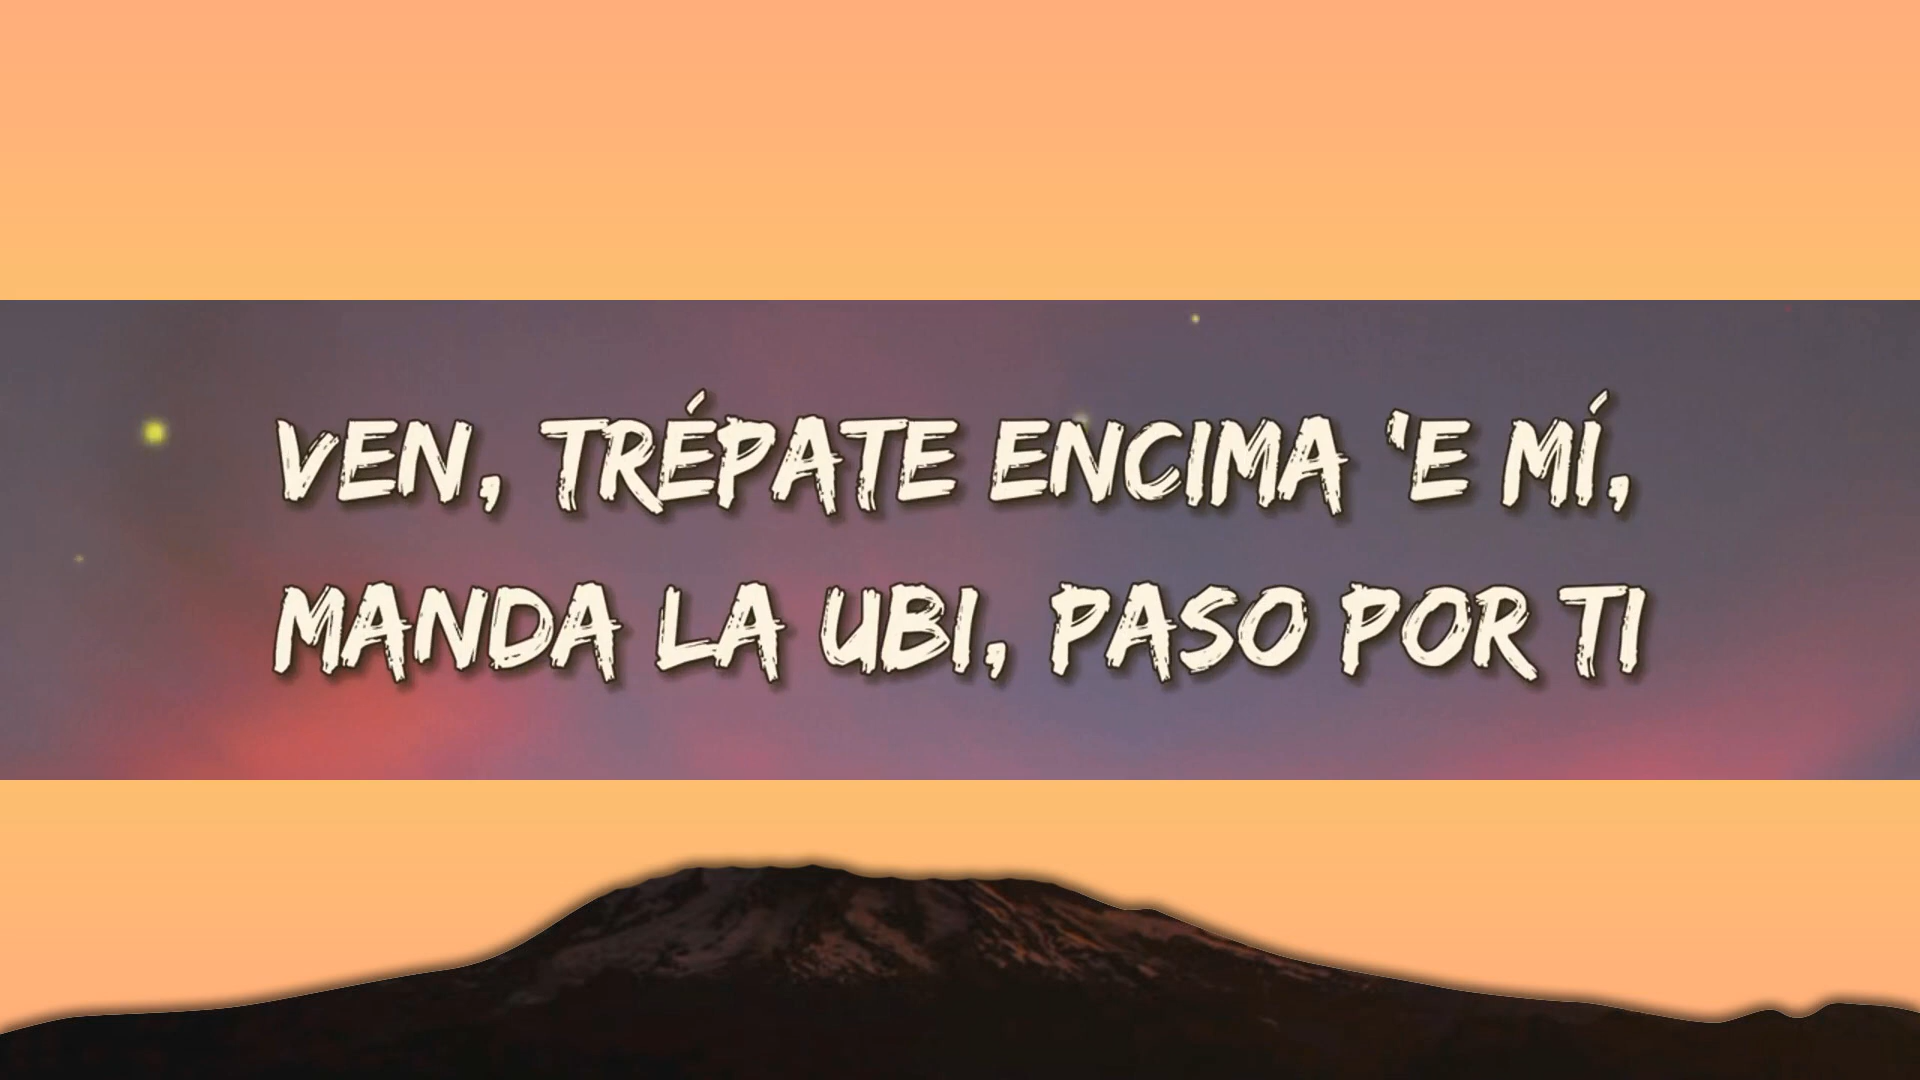 VEN, TRÉPATE ENCIMA 'E MÍ,
MANDA LA UBI, PASO POR TI